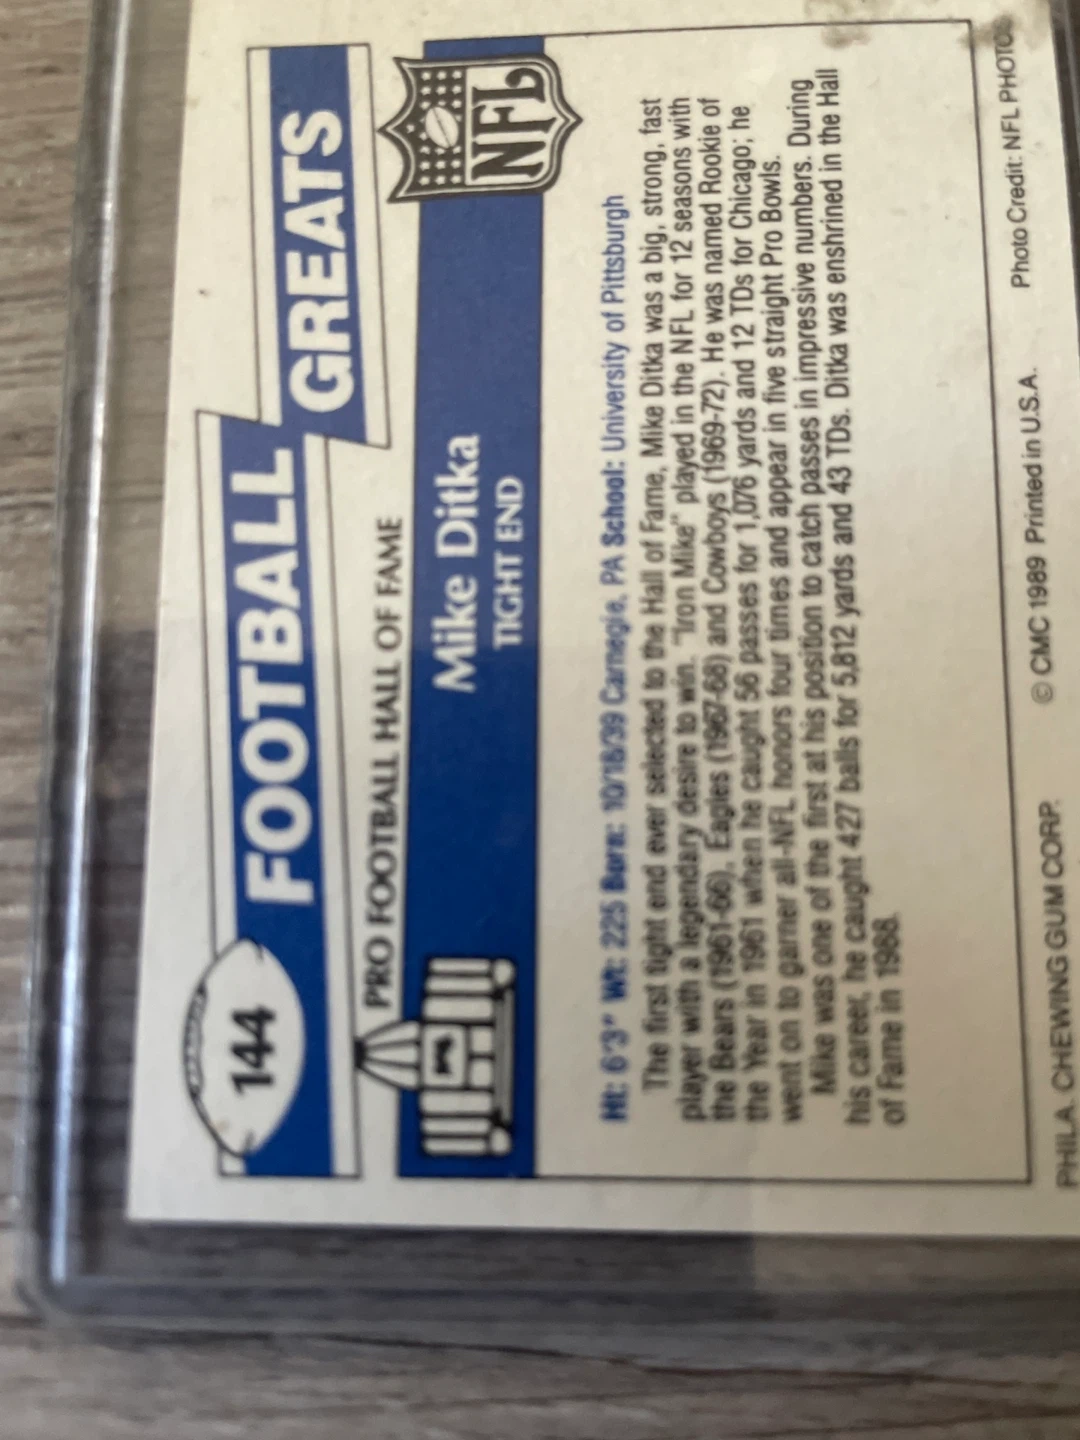 144
FOOTBALL
GREATS
PRO FOOTBALL HALL OF FAME
Mike Ditka
TIGHT END
NFL
Ht: 6'3" Wt: 225 Born: 10/18/39 Carnegie, PA School: University of Pittsburgh
The first tight end ever selected to the Hall of Fame, Mike Ditka was a big, strong, fast
player with a legendary desire to win. "Iron Mike" played in the NFL for 12 seasons with
the Bears (1961-66), Eagles (1967-68) and Cowboys (1969-72). He was named Rookie of
the Year in 1961 when he caught 56 passes for 1,076 yards and 12 TDs for Chicago; he
went on to garner all-NFL honors four times and appear in five straight Pro Bowls.
Mike was one of the first at his position to catch passes in impressive numbers. During
his career, he caught 427 balls for 5,812 yards and 43 TDs. Ditka was enshrined in the Hall
of Fame in 1988.
PHILA. CHEWING GUM CORP. © CMC 1989 Printed in U.S.A. Photo Credit: NFL PHOTOS